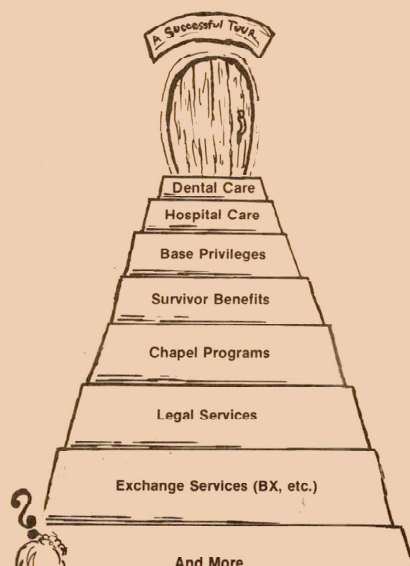 A Successful Tour
Dental Care
Hospital Care
Base Privileges
Survivor Benefits
Chapel Programs
Legal Services
Exchange Services (BX, etc.)
?
And More